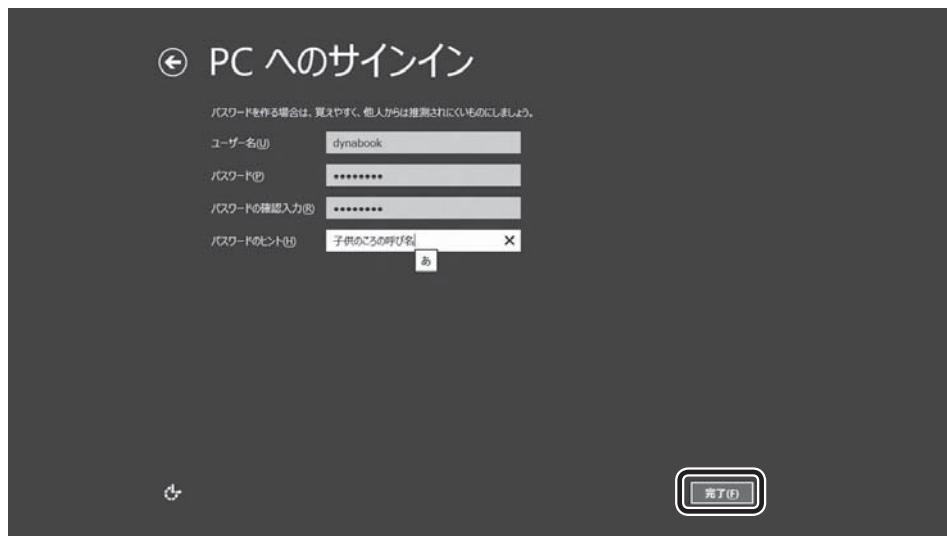 PC へのサインイン
パスワードを作る場合は、覚えやすく、他人からは推測されにくいものにしましょう。
ユーザー名(U) dynabook
パスワード(P) ••••••••
パスワードの確認入力(R) ••••••••
パスワードのヒント(H) 子供のころの呼び名
あ
完了(F)